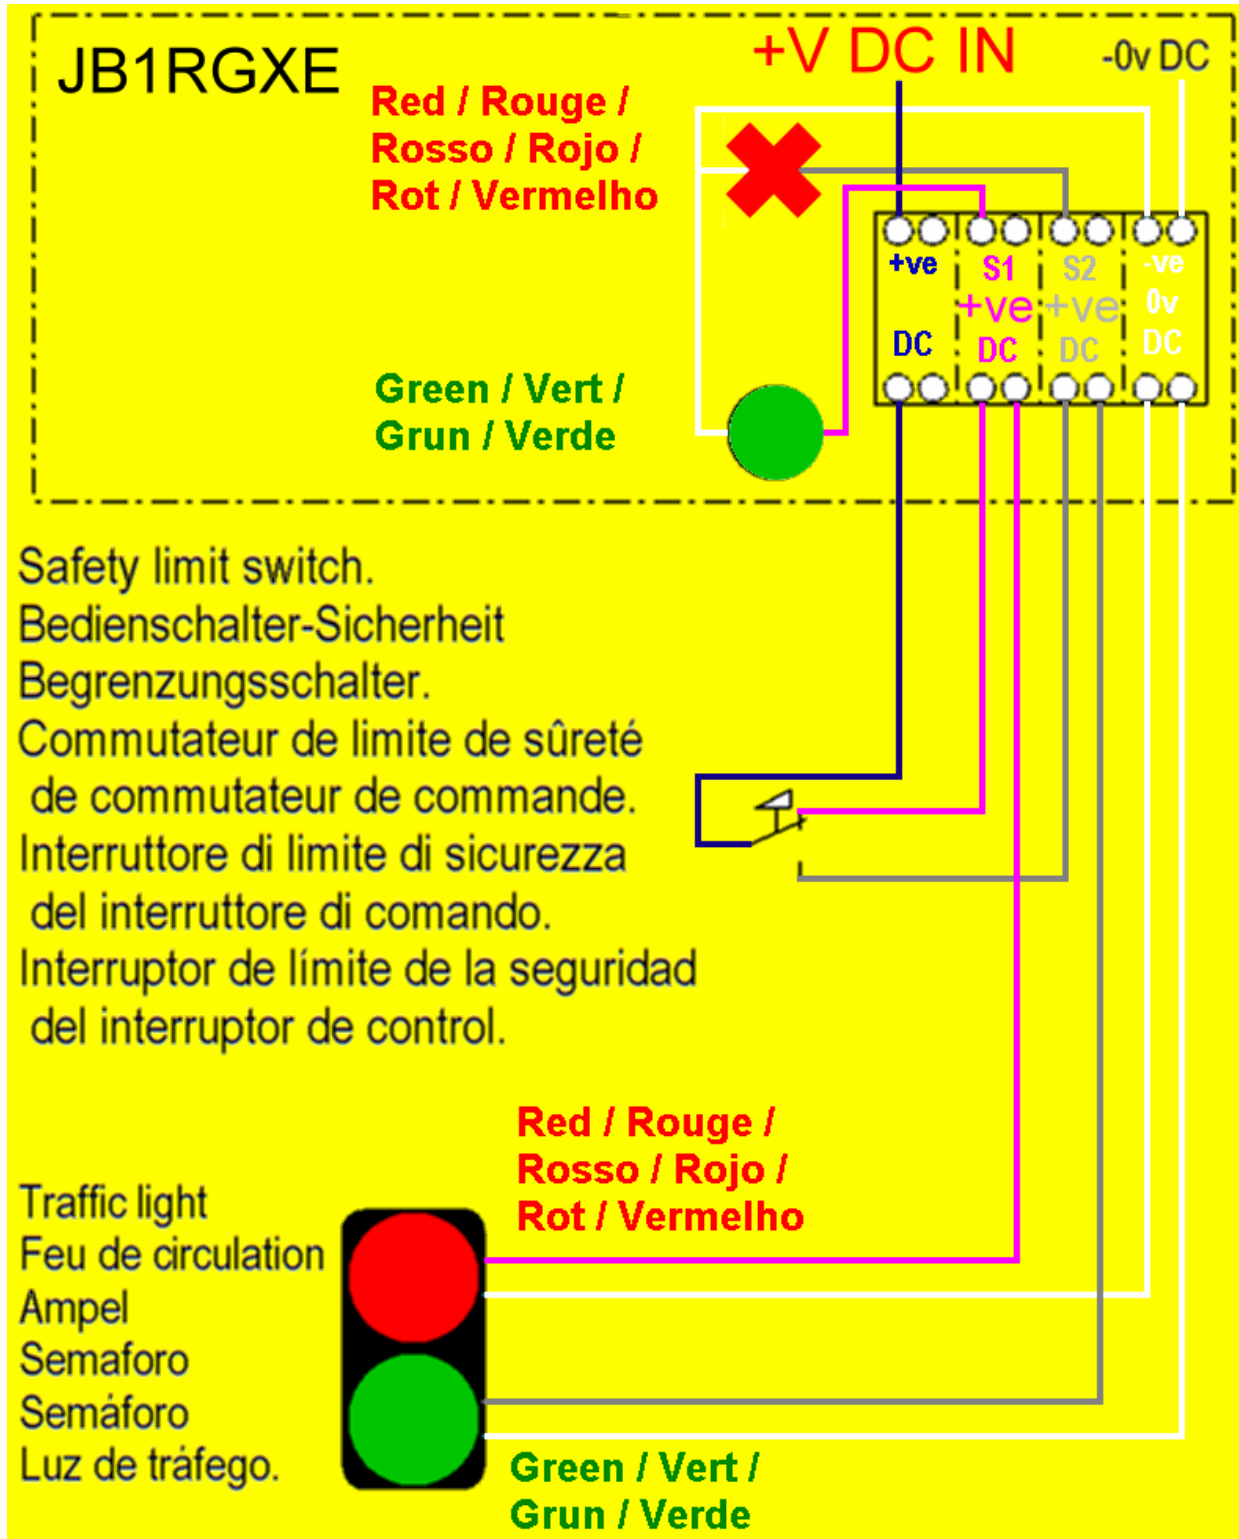 JB1RGXE
+V DC IN
-0v DC
Red / Rouge /
Rosso / Rojo /
Rot / Vermelho
+ve
DC
S1
+ve
DC
S2
+ve
DC
-ve
0v
DC
Green / Vert /
Grun / Verde
Safety limit switch.
Bedienschalter-Sicherheit
Begrenzungsschalter.
Commutateur de limite de sûreté
de commutateur de commande.
Interruttore di limite di sicurezza
del interruttore di comando.
Interruptor de límite de la seguridad
del interruptor de control.
Red / Rouge /
Rosso / Rojo /
Rot / Vermelho
Traffic light
Feu de circulation
Ampel
Semaforo
Semáforo
Luz de tráfego.
Green / Vert /
Grun / Verde